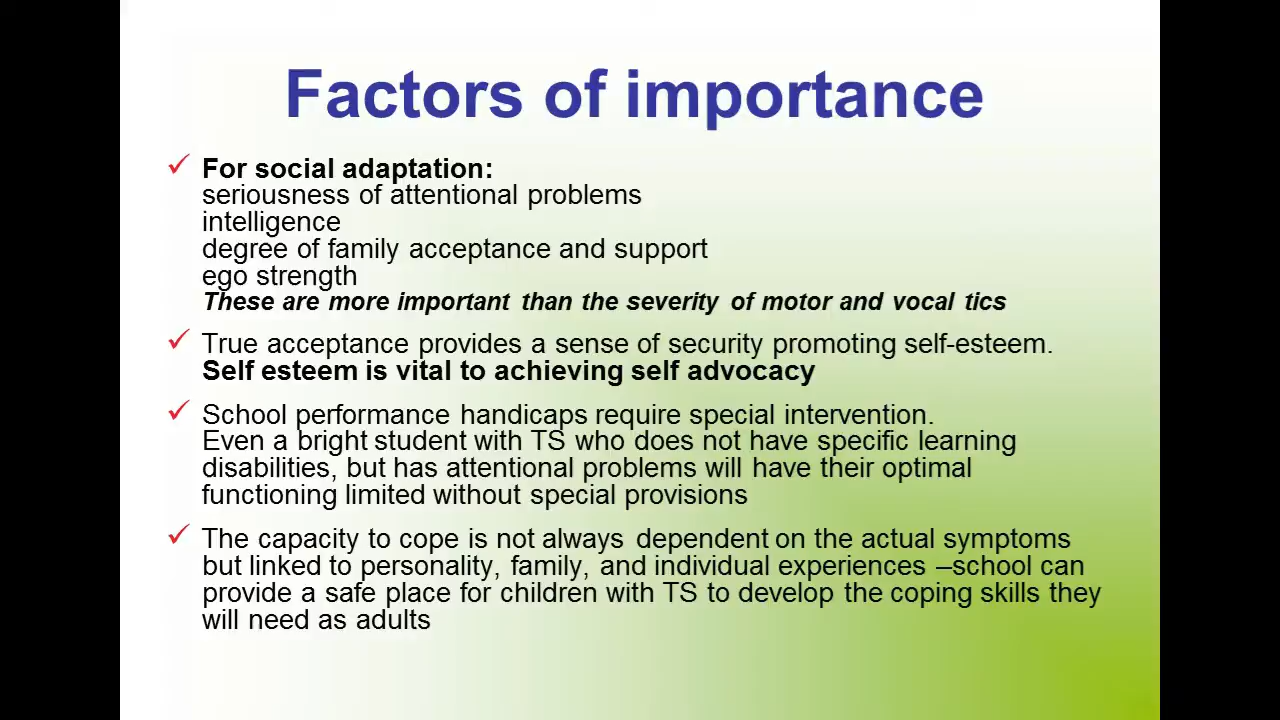 Factors of importance
✓ For social adaptation:
seriousness of attentional problems
intelligence
degree of family acceptance and support
ego strength
These are more important than the severity of motor and vocal tics
✓ True acceptance provides a sense of security promoting self-esteem.
Self esteem is vital to achieving self advocacy
✓ School performance handicaps require special intervention.
Even a bright student with TS who does not have specific learning
disabilities, but has attentional problems will have their optimal
functioning limited without special provisions
✓ The capacity to cope is not always dependent on the actual symptoms
but linked to personality, family, and individual experiences –school can
provide a safe place for children with TS to develop the coping skills they
will need as adults